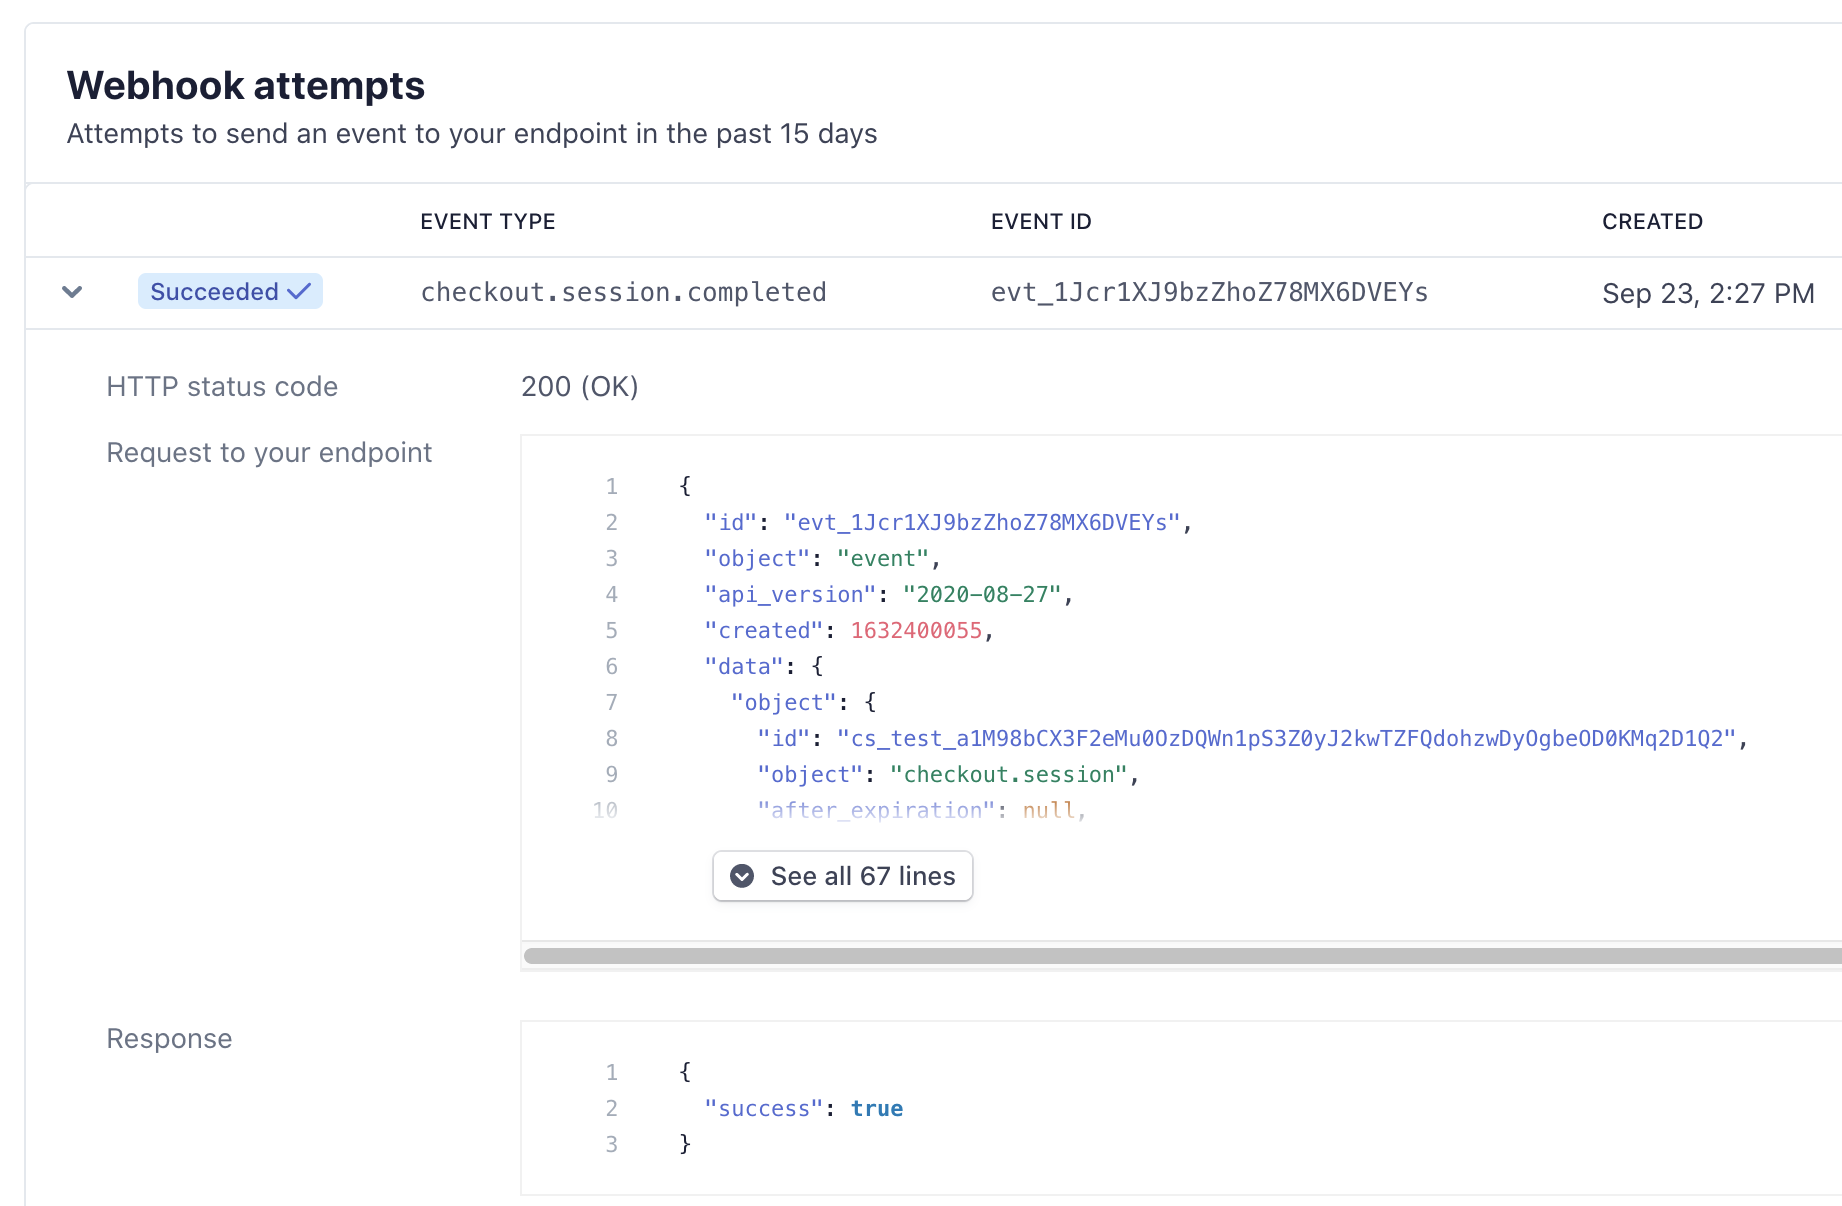 Webhook attempts
Attempts to send an event to your endpoint in the past 15 days
EVENT TYPE EVENT ID CREATED
Succeeded checkout.session.completed evt_1Jcr1XJ9bzZhoZ78MX6DVEYs Sep 23, 2:27 PM
HTTP status code 200 (OK)
Request to your endpoint
1 {
2 "id": "evt_1Jcr1XJ9bzZhoZ78MX6DVEYs",
3 "object": "event",
4 "api_version": "2020-08-27",
5 "created": 1632400055,
6 "data": {
7 "object": {
8 "id": "cs_test_a1M98bCX3F2eMu0OzDQWn1pS3Z0yJ2kwTZFQdohzwDyOgbeOD0KMq2D1Q2",
9 "object": "checkout.session",
10 "after_expiration": null,
See all 67 lines
Response
1 {
2 "success": true
3 }